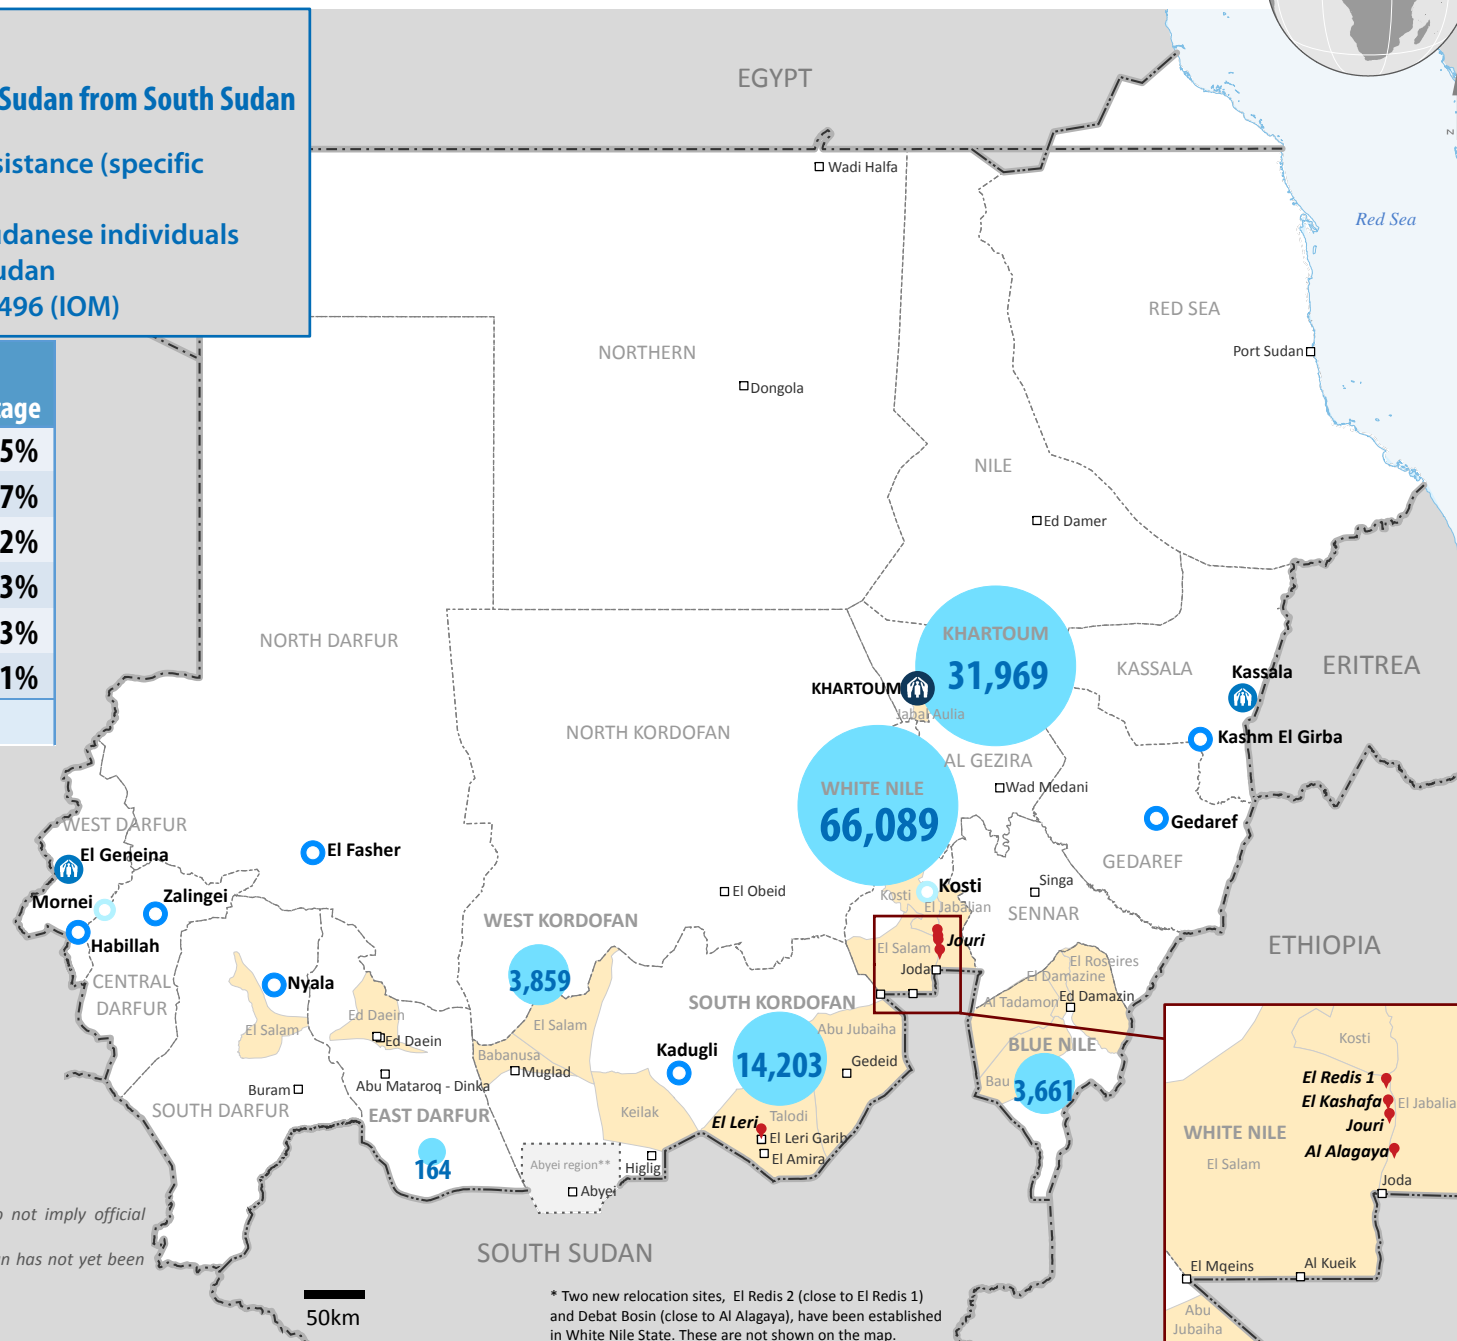 Sudan from South Sudan
sistance (specific
udanese individuals
udan
496 (IOM)
tage
5%
7%
2%
3%
3%
1%
EGYPT
Wadi Halfa
Red Sea
RED SEA
Port Sudan
NORTHERN
Dongola
NILE
Ed Damer
NORTH DARFUR
KHARTOUM
31,969
KHARTOUM
Jabal Aulia
KASSALA
Kassala
ERITREA
Kashm El Girba
NORTH KORDOFAN
AL GEZIRA
Wad Medani
WHITE NILE
66,089
Gedaref
GEDAREF
WEST DARFUR
El Geneina
El Fasher
Mornei
Zalingei
Habillah
El Obeid
Kosti
Kosti
El Jabalian
Singa
SENNAR
WEST KORDOFAN
3,859
El Salam
Jouri
Joda
ETHIOPIA
CENTRAL
DARFUR
Nyala
El Salam
Ed Daein
Ed Daein
El Salam
Babanusa
Muglad
SOUTH KORDOFAN
14,203
Abu Jubaiha
Gedeid
Kadugli
El Roseires
El Damazine
Al Tadamon
Ed Damazin
BLUE NILE
Bau
3,661
Buram
Abu Mataroq - Dinka
SOUTH DARFUR
EAST DARFUR
164
Keilak
Talodi
El Leri
El Leri Garib
El Amira
Abyei region**
Higlig
Abyei
SOUTH SUDAN
Kosti
El Redis 1
El Kashafa
El Jabalia
Jouri
WHITE NILE
El Salam
Al Alagaya
Joda
El Mqeins
Al Kueik
Abu
Jubaiha
o not imply official
n has not yet been
50km
* Two new relocation sites, El Redis 2 (close to El Redis 1)
and Debat Bosin (close to Al Alagaya), have been established
in White Nile State. These are not shown on the map.
N